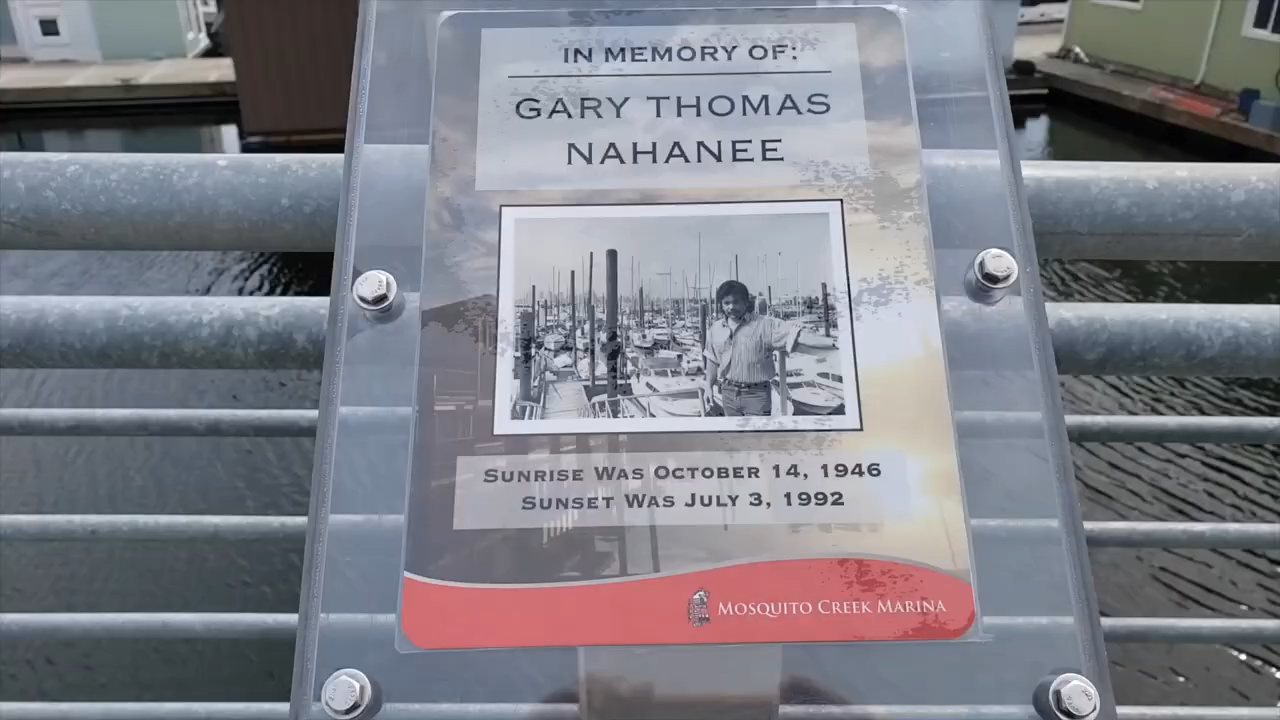 IN MEMORY OF:
GARY THOMAS
NAHANEE
SUNRISE WAS OCTOBER 14, 1946
SUNSET WAS JULY 3, 1992
MOSQUITO CREEK MARINA